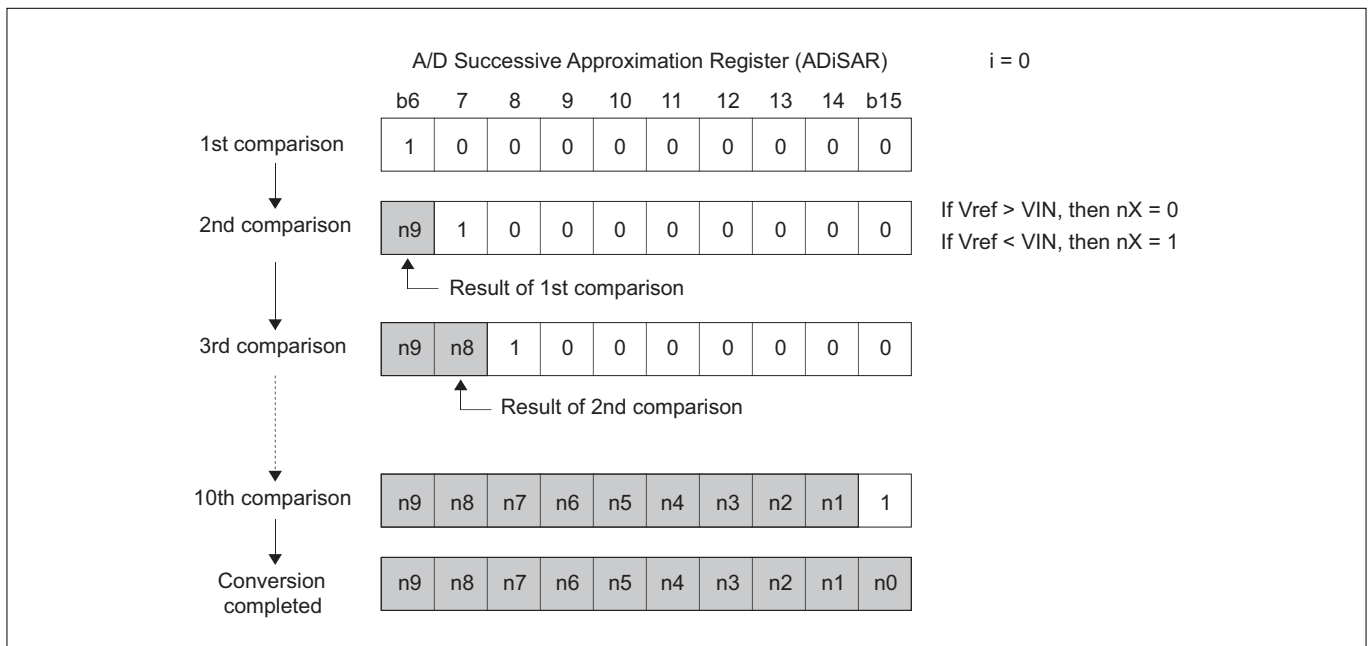 A/D Successive Approximation Register (ADiSAR) i = 0
b6 7 8 9 10 11 12 13 14 b15
1st comparison 1 0 0 0 0 0 0 0 0 0
2nd comparison n9 1 0 0 0 0 0 0 0 0
If Vref > VIN, then nX = 0
If Vref < VIN, then nX = 1
Result of 1st comparison
3rd comparison n9 n8 1 0 0 0 0 0 0 0
Result of 2nd comparison
10th comparison n9 n8 n7 n6 n5 n4 n3 n2 n1 1
Conversion
completed n9 n8 n7 n6 n5 n4 n3 n2 n1 n0